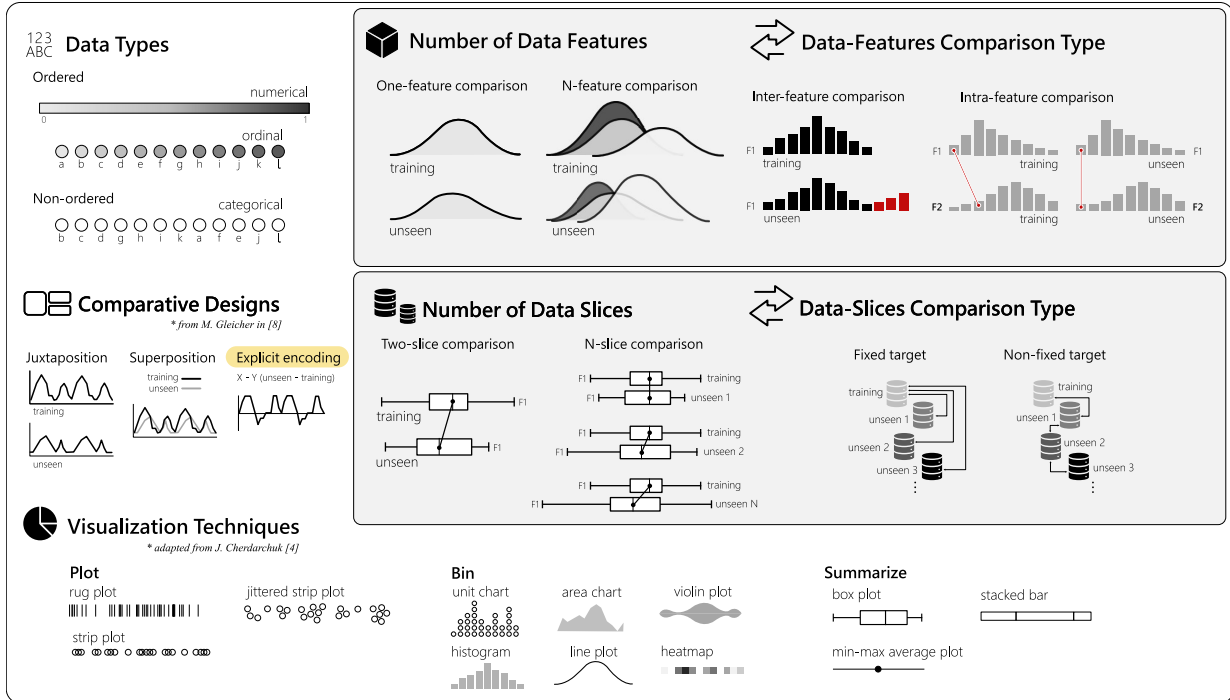 123
ABC
Data Types
Ordered
numerical
0
1
ordinal
a b c d e f g h i j k l
Non-ordered
categorical
b c d g h i k a f e j l
Comparative Designs
* from M. Gleicher in [8]
Juxtaposition
training
unseen
Superposition
training
unseen
Explicit encoding
X - Y (unseen - training)
Number of Data Features
One-feature comparison
training
unseen
N-feature comparison
training
unseen
Data-Features Comparison Type
Inter-feature comparison
F1
training
F1
unseen
Intra-feature comparison
F1
training
unseen
F1
F2
training
unseen
F2
Number of Data Slices
Two-slice comparison
F1
training
F1
unseen
N-slice comparison
F1
training
F1
unseen 1
F1
training
F1
unseen 2
F1
training
F1
unseen N
Data-Slices Comparison Type
Fixed target
training
unseen 1
unseen 2
unseen 3
Non-fixed target
training
unseen 1
unseen 2
unseen 3
Visualization Techniques
* adapted from J. Cherdarchuk [4]
Plot
rug plot
jittered strip plot
strip plot
Bin
unit chart
area chart
violin plot
histogram
line plot
heatmap
Summarize
box plot
stacked bar
min-max average plot